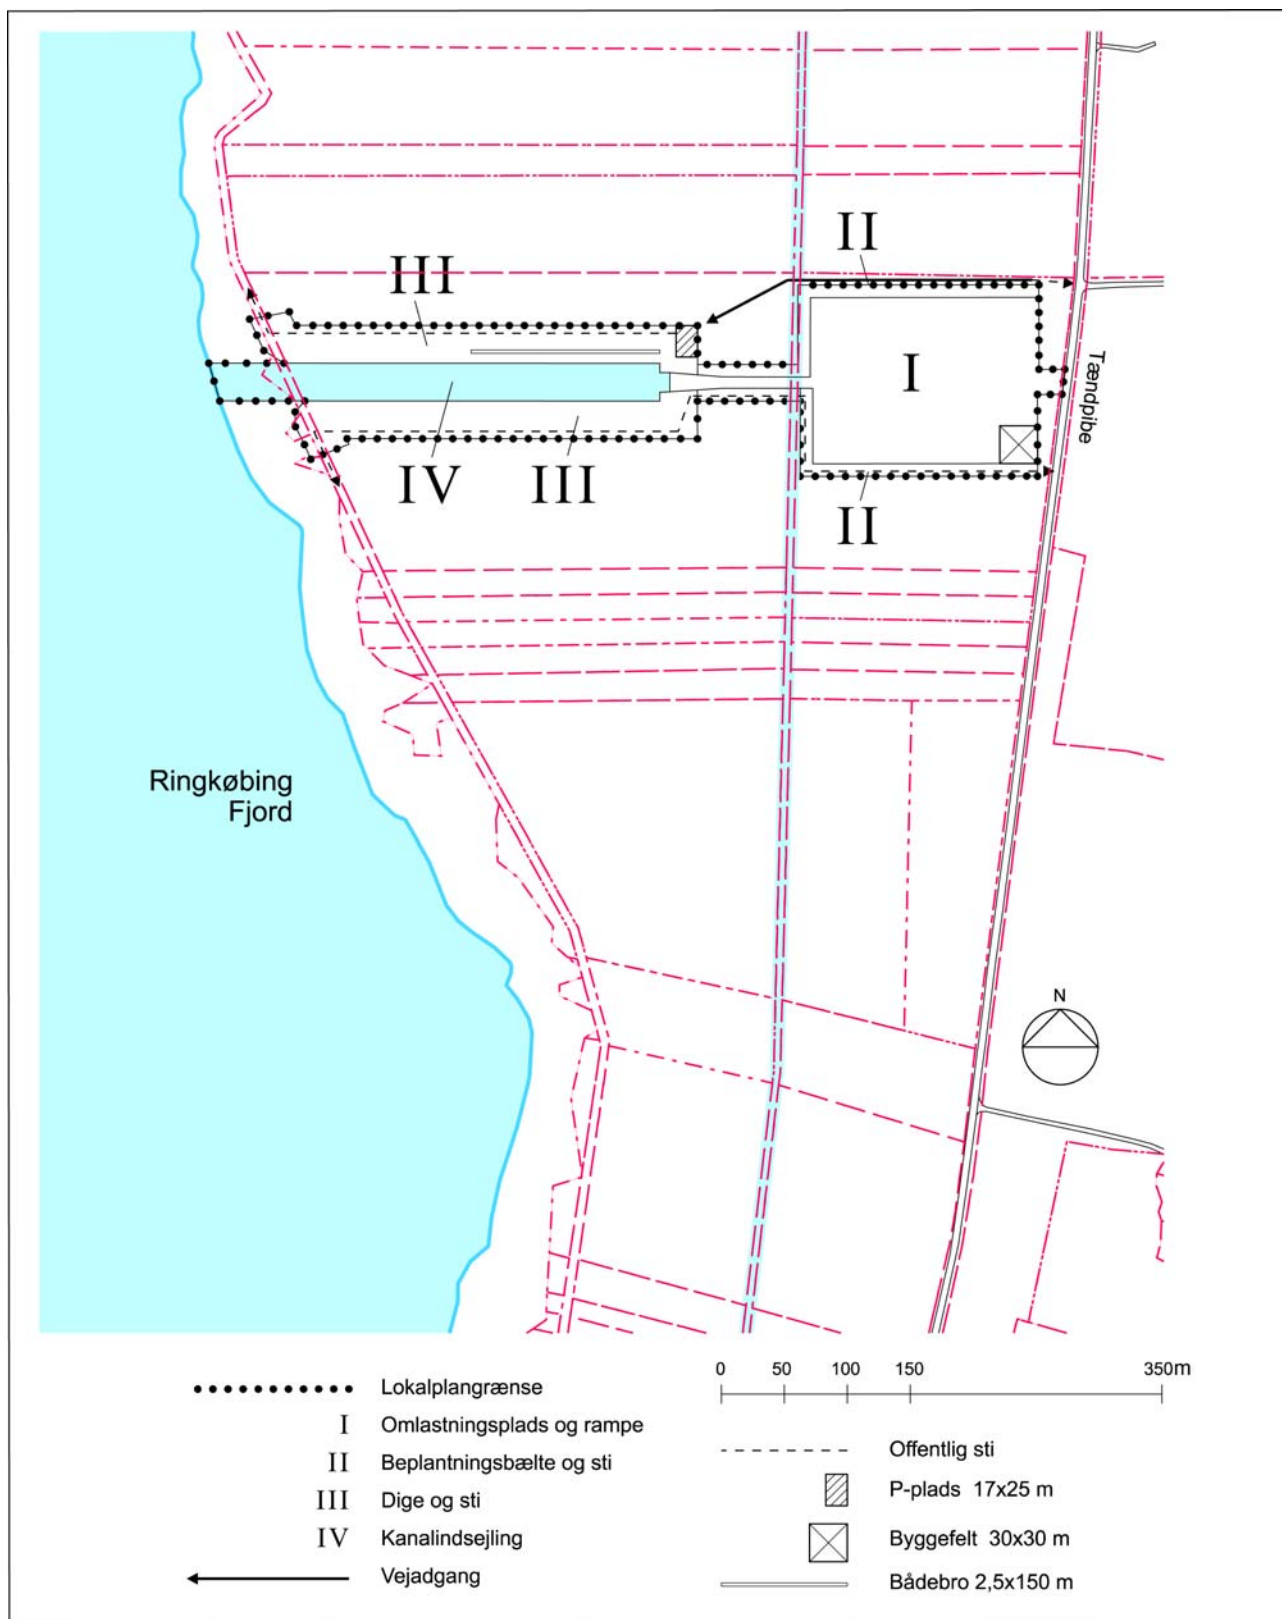 II
III
I
Tændpibe
IV
III
II
Ringkøbing
Fjord
N
0 50 100 150 350m
Lokalplangrænse
I Omlastningsplads og rampe
II Beplantningsbælte og sti
III Dige og sti
IV Kanalindsejling
Vejadgang
Offentlig sti
P-plads 17x25 m
Byggefelt 30x30 m
Bådebro 2,5x150 m